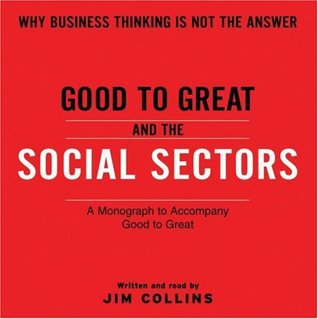 WHY BUSINESS THINKING IS NOT THE ANSWER
GOOD TO GREAT
AND THE
SOCIAL SECTORS
A Monograph to Accompany
Good to Great
Written and read by
JIM COLLINS